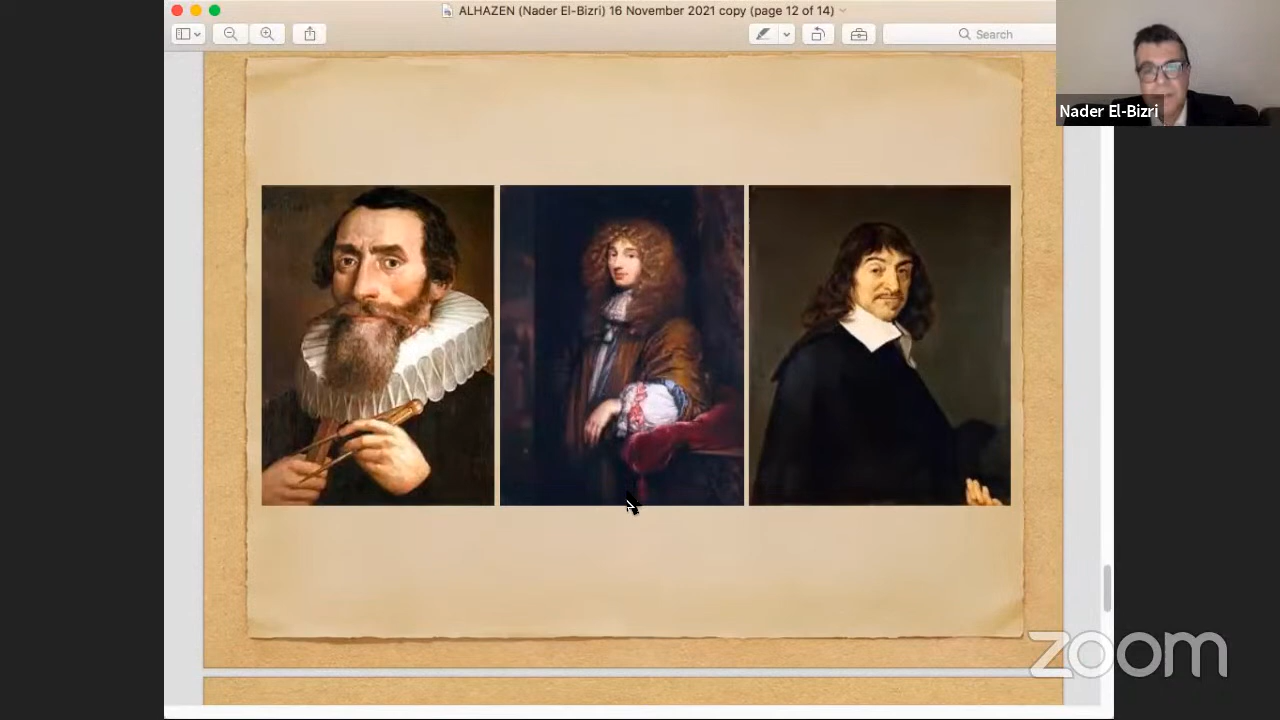 ALHAZEN (Nader El-Bizri) 16 November 2021 copy (page 12 of 14)
Search
Nader El-Bizri
zoom